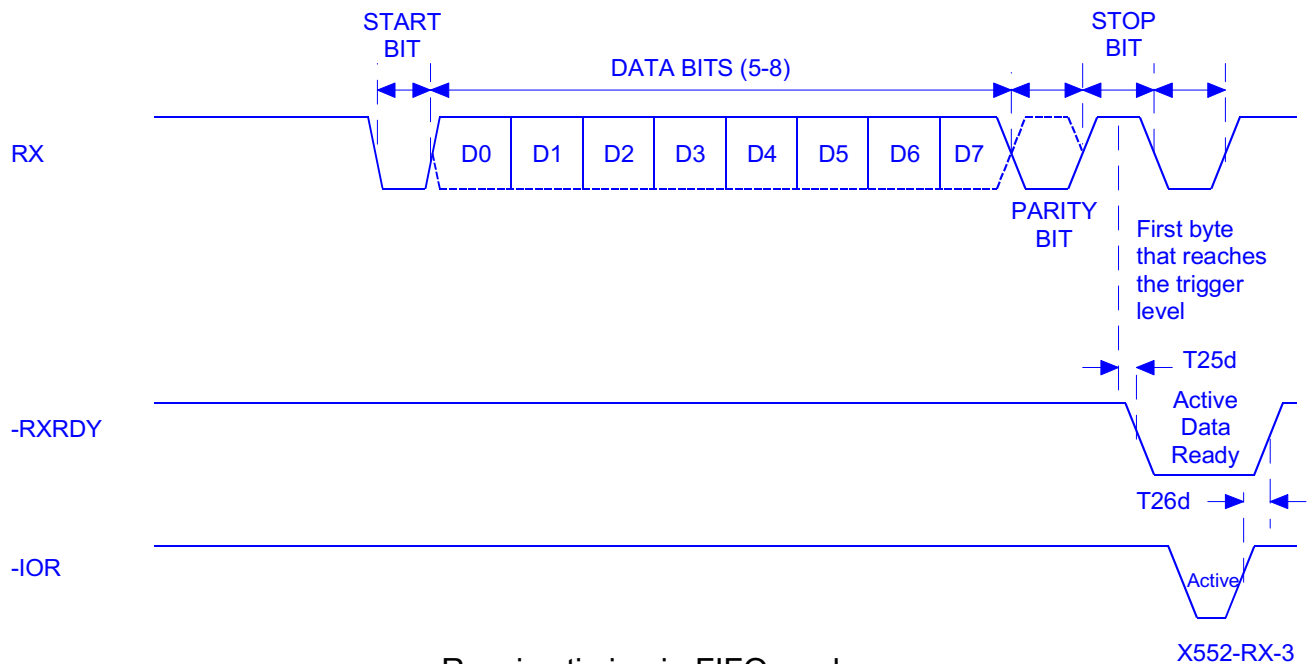 START
BIT
DATA BITS (5-8)
STOP
BIT
RX
D0 D1 D2 D3 D4 D5 D6 D7
PARITY
BIT
First byte
that reaches
the trigger
level
T25d
-RXRDY
Active
Data
Ready
T26d
-IOR
Active
X552-RX-3